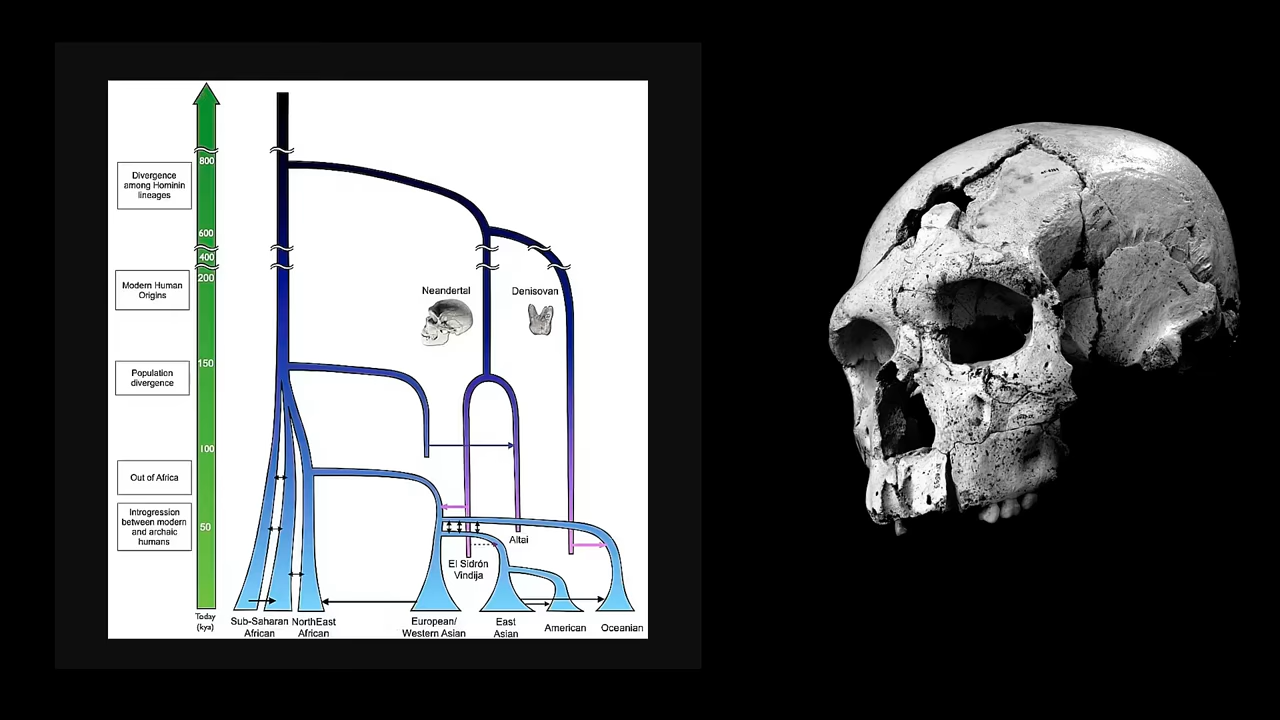 800
Divergence
among Hominin
lineages
600
400
200
Modern Human
Origins
Neandertal
Denisovan
150
Population
divergence
100
Out of Africa
Introgression
between modern
and archaic
humans
50
Altai
El Sidrón
Vindija
Today
(kya)
Sub-Saharan
African
NorthEast
African
European/
Western Asian
East
Asian
American
Oceanian